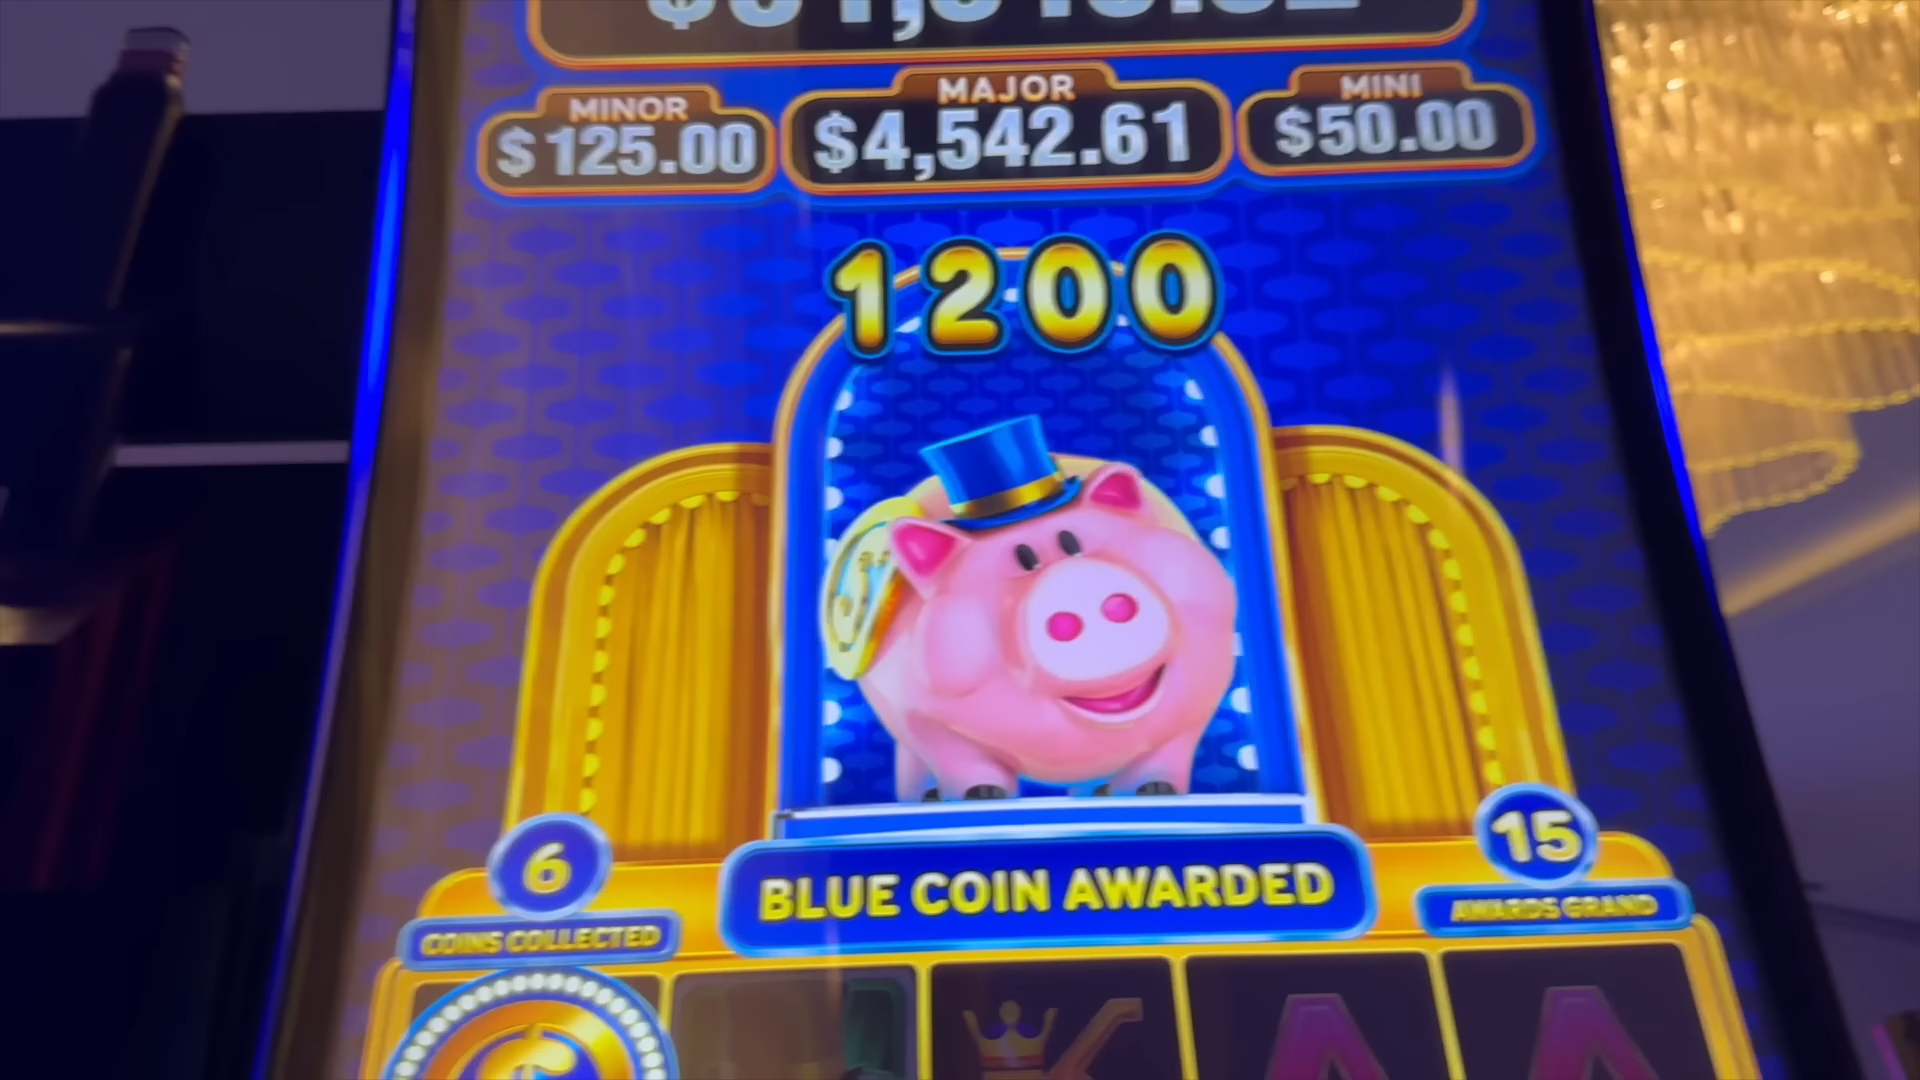 MINOR
$125.00
MAJOR
$4,542.61
MINI
$50.00
1200
6
COINS COLLECTED
BLUE COIN AWARDED
15
AWARDS GRAND
K
A
A